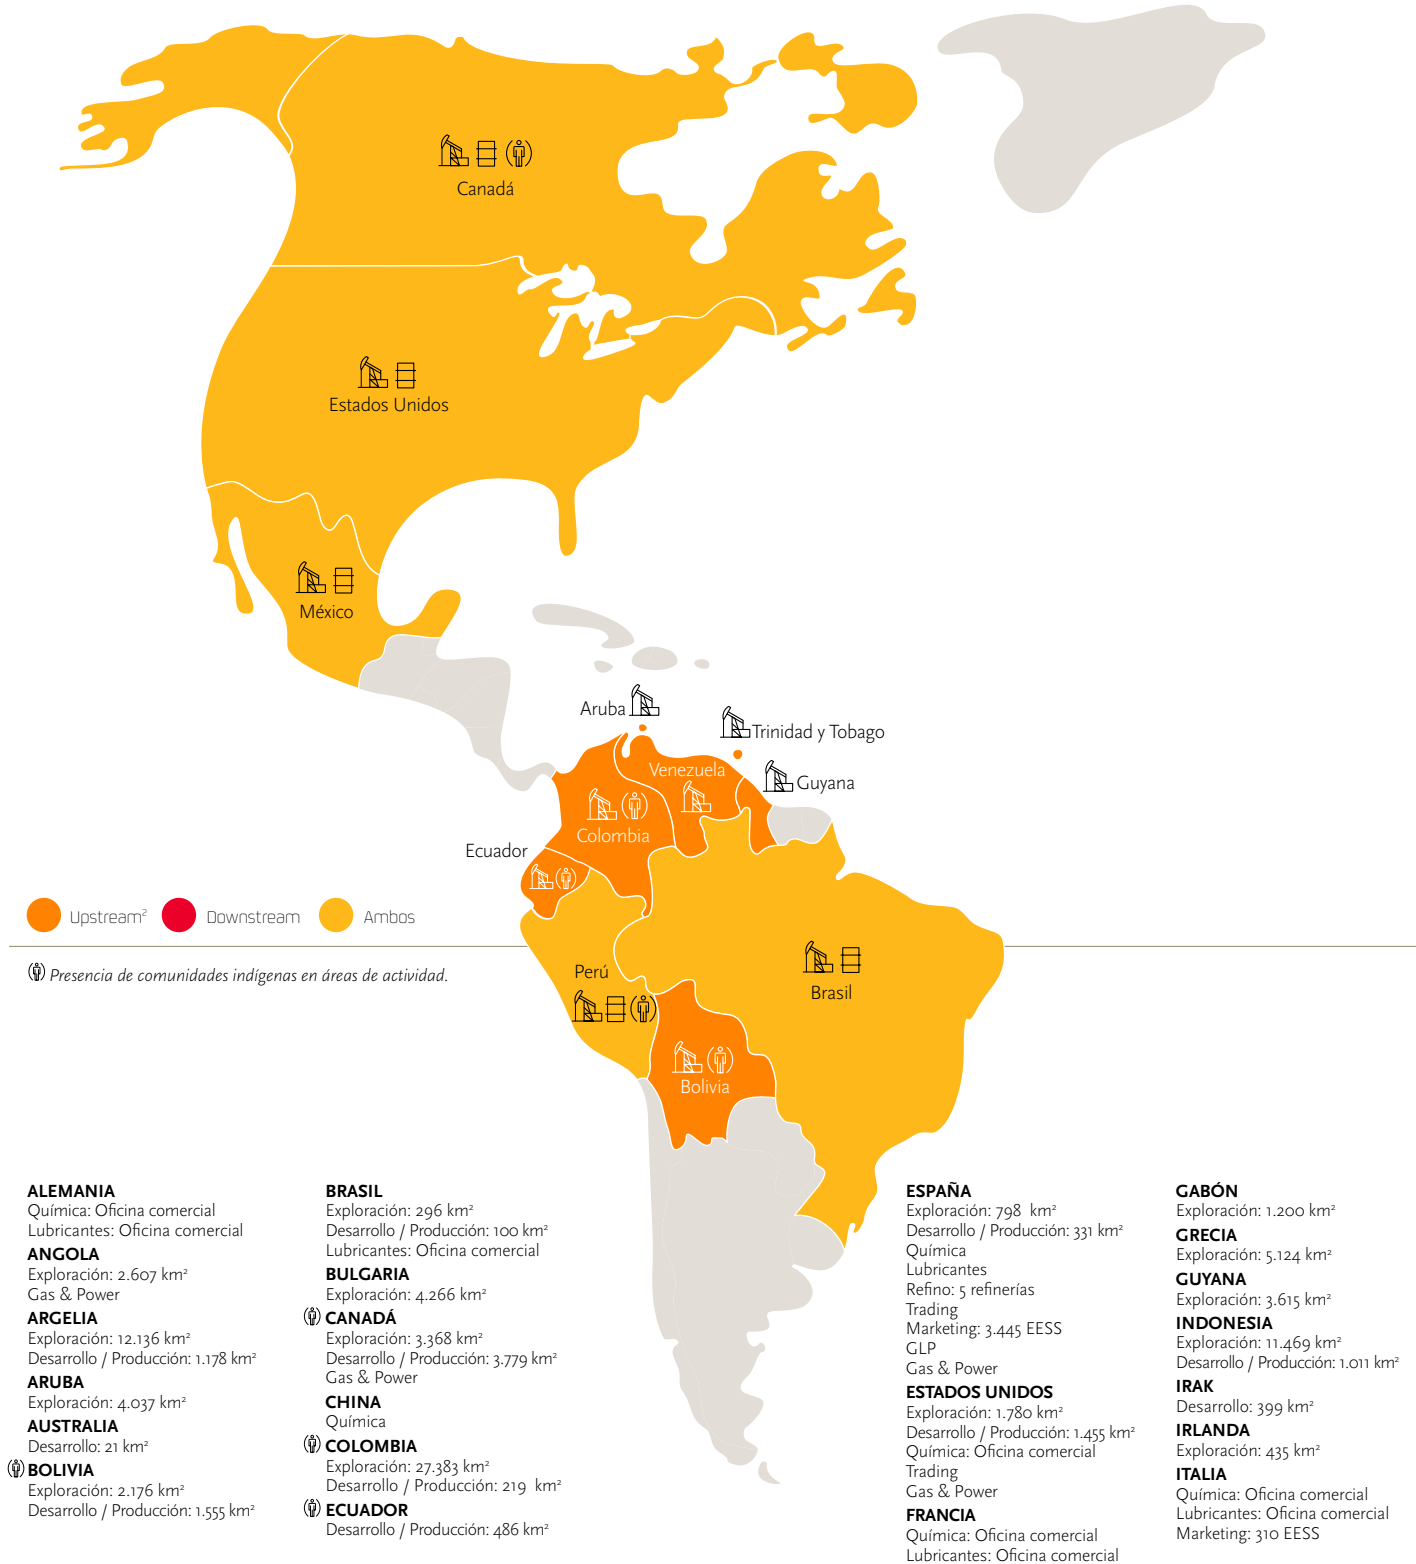 Canadá
Estados Unidos
México
Aruba
Trinidad y Tobago
Venezuela
Guyana
Colombia
Ecuador
Upstream² Downstream Ambos
Presencia de comunidades indígenas en áreas de actividad.
Perú
Brasil
Bolivia
ALEMANIA
Química: Oficina comercial
Lubricantes: Oficina comercial
ANGOLA
Exploración: 2.607 km²
Gas & Power
ARGELIA
Exploración: 12.136 km²
Desarrollo / Producción: 1.178 km²
ARUBA
Exploración: 4.037 km²
AUSTRALIA
Desarrollo: 21 km²
BOLIVIA
Exploración: 2.176 km²
Desarrollo / Producción: 1.555 km²
BRASIL
Exploración: 296 km²
Desarrollo / Producción: 100 km²
Lubricantes: Oficina comercial
BULGARIA
Exploración: 4.266 km²
CANADÁ
Exploración: 3.368 km²
Desarrollo / Producción: 3.779 km²
Gas & Power
CHINA
Química
COLOMBIA
Exploración: 27.383 km²
Desarrollo / Producción: 219 km²
ECUADOR
Desarrollo / Producción: 486 km²
ESPAÑA
Exploración: 798 km²
Desarrollo / Producción: 331 km²
Química
Lubricantes
Refino: 5 refinerías
Trading
Marketing: 3.445 EESS
GLP
Gas & Power
ESTADOS UNIDOS
Exploración: 1.780 km²
Desarrollo / Producción: 1.455 km²
Química: Oficina comercial
Trading
Gas & Power
FRANCIA
Química: Oficina comercial
Lubricantes: Oficina comercial
GABÓN
Exploración: 1.200 km²
GRECIA
Exploración: 5.124 km²
GUYANA
Exploración: 3.615 km²
INDONESIA
Exploración: 11.469 km²
Desarrollo / Producción: 1.011 km²
IRAK
Desarrollo: 399 km²
IRLANDA
Exploración: 435 km²
ITALIA
Química: Oficina comercial
Lubricantes: Oficina comercial
Marketing: 310 EESS